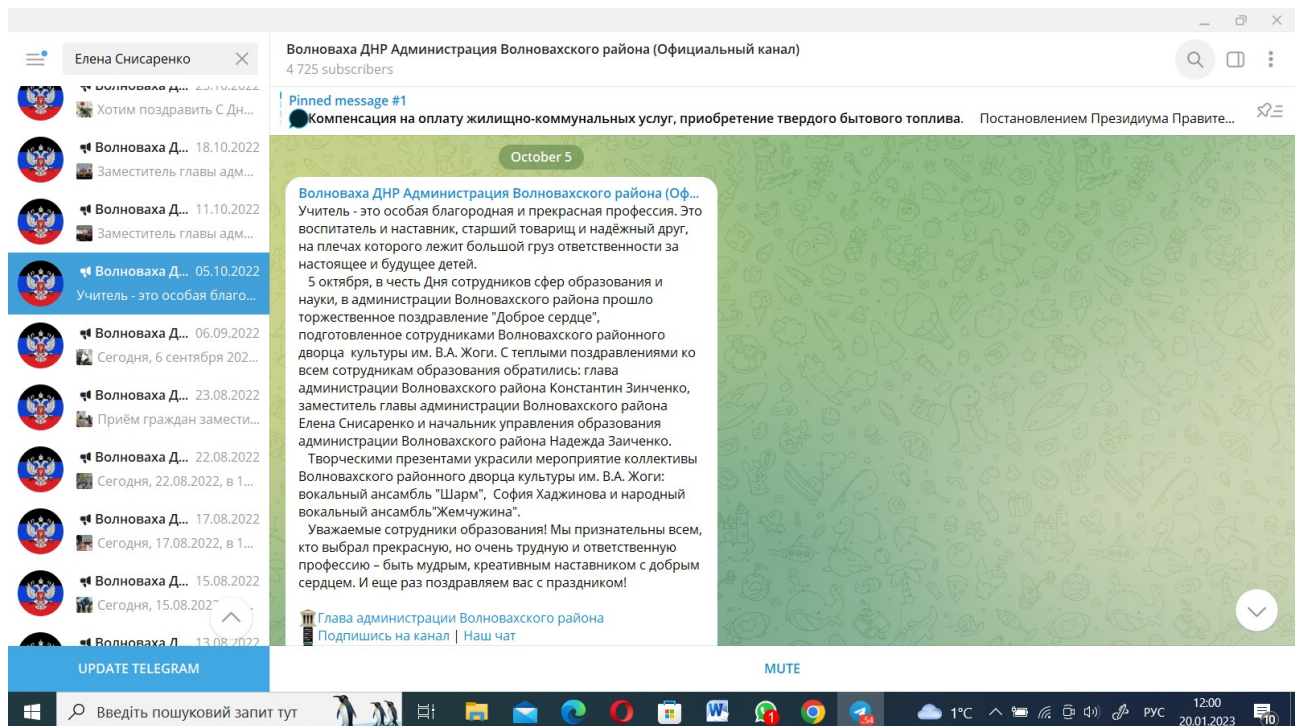 Елена Снисаренко
Волноваха ДНР Администрация Волновахского района (Официальный канал)
4 725 subscribers
Pinned message #1
Компенсация на оплату жилищно-коммунальных услуг, приобретение твердого бытового топлива. Постановлением Президиума Правите...
Волноваха Д... 25.10.2022
Хотим поздравить С Дн...
Волноваха Д... 18.10.2022
Заместитель главы адм...
Волноваха Д... 11.10.2022
Заместитель главы адм...
Волноваха Д... 05.10.2022
Учитель - это особая благо...
Волноваха Д... 06.09.2022
Сегодня, 6 сентября 202...
Волноваха Д... 23.08.2022
Приём граждан замести...
Волноваха Д... 22.08.2022
Сегодня, 22.08.2022, в 1...
Волноваха Д... 17.08.2022
Сегодня, 17.08.2022, в 1...
Волноваха Д... 15.08.2022
Сегодня, 15.08.202
Волноваха Д... 13.08.2022
UPDATE TELEGRAM
October 5
Волноваха ДНР Администрация Волновахского района (Оф...
Учитель - это особая благородная и прекрасная профессия. Это
воспитатель и наставник, старший товарищ и надёжный друг,
на плечах которого лежит большой груз ответственности за
настоящее и будущее детей.
5 октября, в честь Дня сотрудников сфер образования и
науки, в администрации Волновахского района прошло
торжественное поздравление "Доброе сердце",
подготовленное сотрудниками Волновахского районного
дворца культуры им. В.А. Жоги. С теплыми поздравлениями ко
всем сотрудникам образования обратились: глава
администрации Волновахского района Константин Зинченко,
заместитель главы администрации Волновахского района
Елена Снисаренко и начальник управления образования
администрации Волновахского района Надежда Заиченко.
Творческими презентами украсили мероприятие коллективы
Волновахского районного дворца культуры им. В.А. Жоги:
вокальный ансамбль "Шарм", София Хаджинова и народный
вокальный ансамбль"Жемчужина".
Уважаемые сотрудники образования! Мы признательны всем,
кто выбрал прекрасную, но очень трудную и ответственную
профессию – быть мудрым, креативным наставником с добрым
сердцем. И еще раз поздравляем вас с праздником!
Глава администрации Волновахского района
Подпишись на канал | Наш чат
MUTE
Введіть пошуковий запит тут
.54
1°C
РУС
12:00
20.01.2023
10